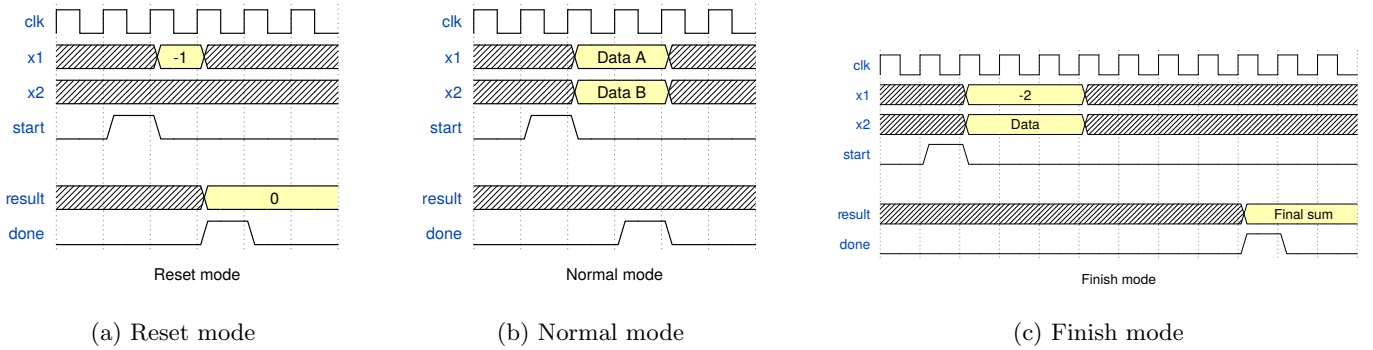 clk
x1 -1
x2
start
result 0
done
Reset mode
(a) Reset mode
clk
x1 Data A
x2 Data B
start
result
done
Normal mode
(b) Normal mode
clk
x1 -2
x2 Data
start
result Final sum
done
Finish mode
(c) Finish mode